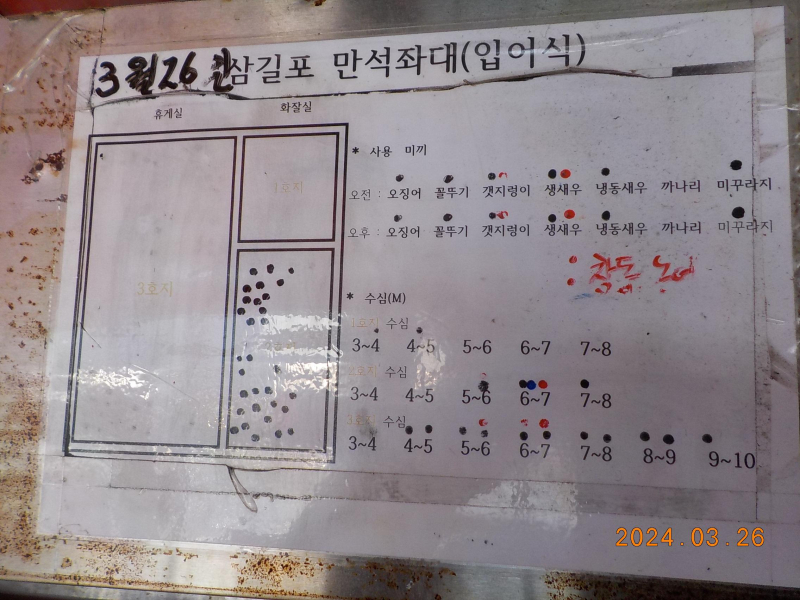 3월26일삼길포 만석좌대(입어식)
휴게실 화잘실
1호지
3호지
* 사용 미끼
오전 : 오징어 꼴뚜기 갯지렁이 생새우 냉동새우 까나리 미꾸라지
오후 : 오징어 꼴뚜기 갯지렁이 생새우 냉동새우 까나리 미꾸라지
: 참돔
* 수심(M)
1호지 수심
3~4 4~5 5~6 6~7 7~8
2호지 수심
3~4 4~5 5~6 6~7 7~8
3호지 수심
3~4 4~5 5~6 6~7 7~8 8~9 9~10
2024.03.26